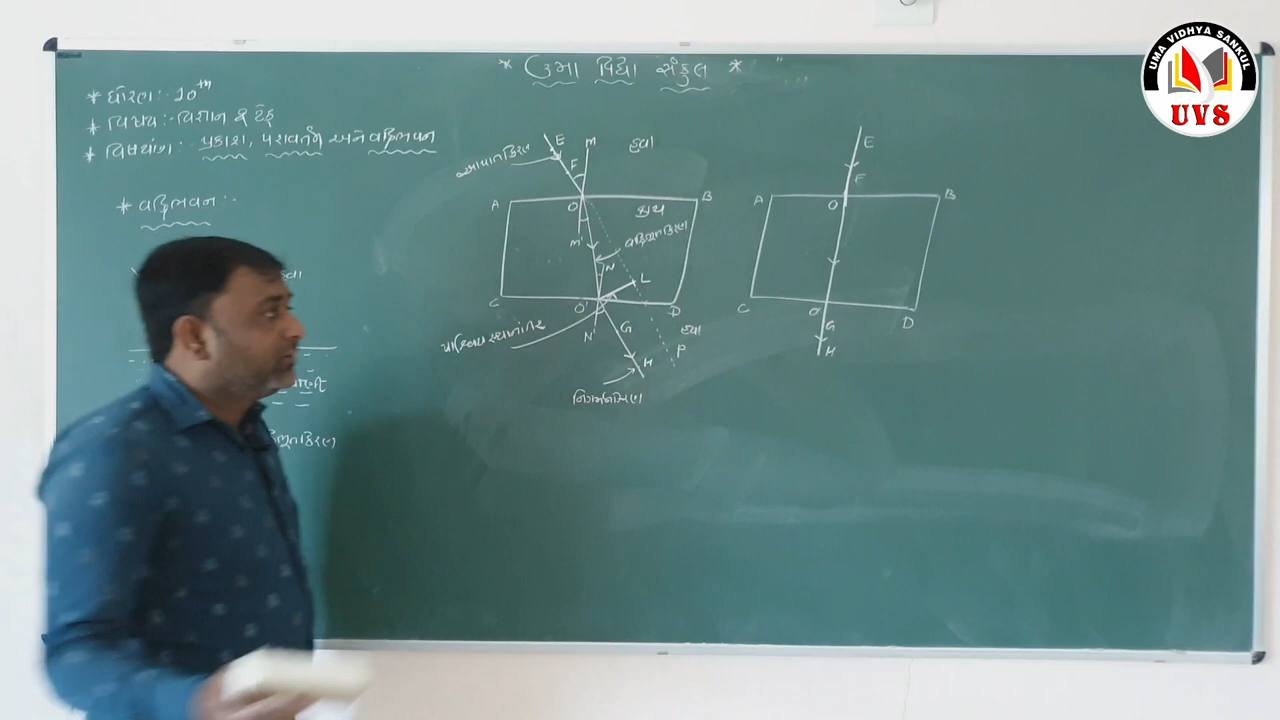 * ઉમા વિદ્યા સંકુલ *
* ધોરણ :- 10th
* વિષય :- વિજ્ઞાન & ટેક
* વિષયાંગ :- પ્રકાશ, પરાવર્તન અને વક્રીભવન
* વક્રીભવન :-
E M હવા
આપાતકિરણ F
A O B
કાચ
M' વક્રીભૂતકિરણ
N L
C O' D
N' G હવા
P
H
નિર્ગમનકિરણ
E
F
A O B
C O' D
G
H
UMA VIDHYA SANKUL
UVS